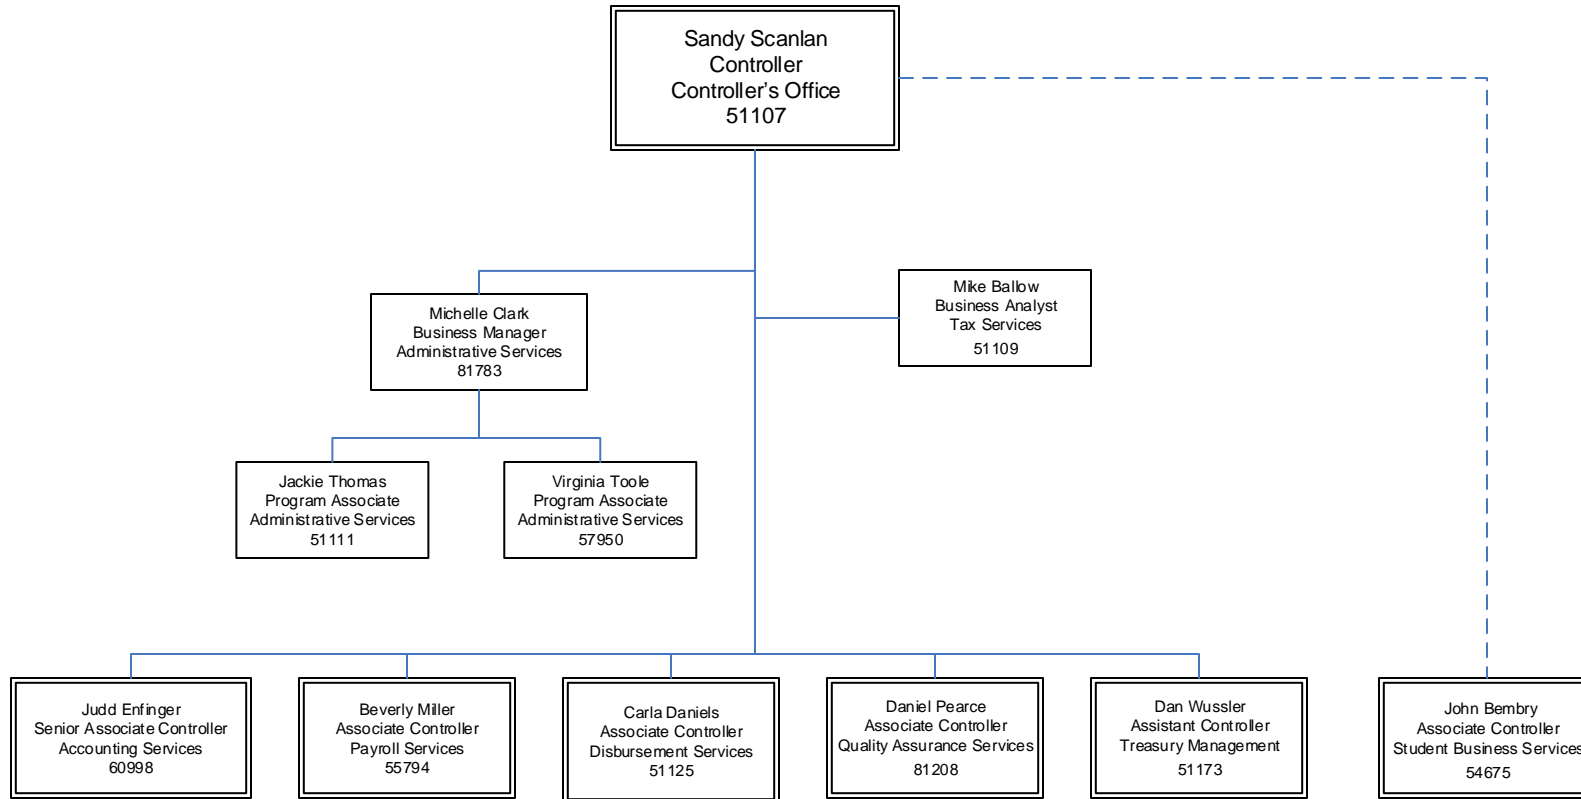 Sandy Scanlan
Controller
Controller's Office
51107
Michelle Clark
Business Manager
Administrative Services
81783
Mike Ballow
Business Analyst
Tax Services
51109
Jackie Thomas
Program Associate
Administrative Services
51111
Virginia Toole
Program Associate
Administrative Services
57950
Judd Enfinger
Senior Associate Controller
Accounting Services
60998
Beverly Miller
Associate Controller
Payroll Services
55794
Carla Daniels
Associate Controller
Disbursement Services
51125
Daniel Pearce
Associate Controller
Quality Assurance Services
81208
Dan Wussler
Assistant Controller
Treasury Management
51173
John Bembry
Associate Controller
Student Business Services
54675